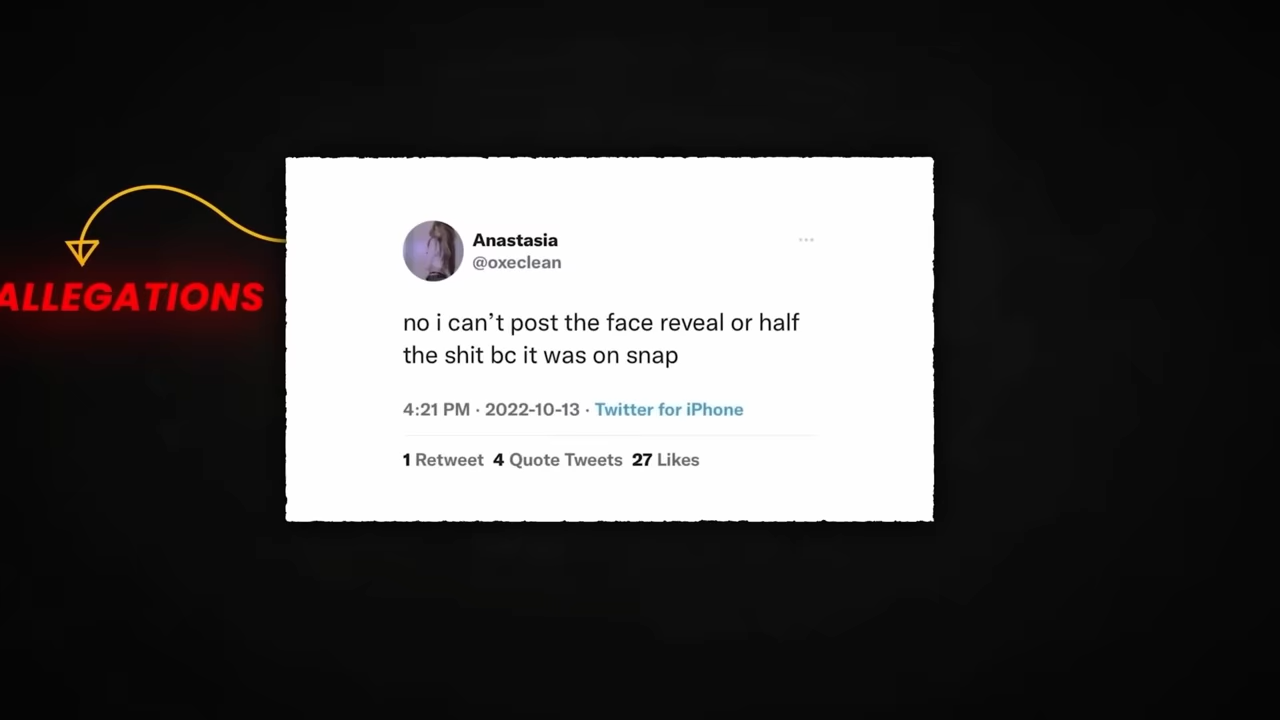 ALLEGATIONS
Anastasia
@oxeclean
no i can’t post the face reveal or half
the shit bc it was on snap
4:21 PM · 2022-10-13 · Twitter for iPhone
1 Retweet 4 Quote Tweets 27 Likes